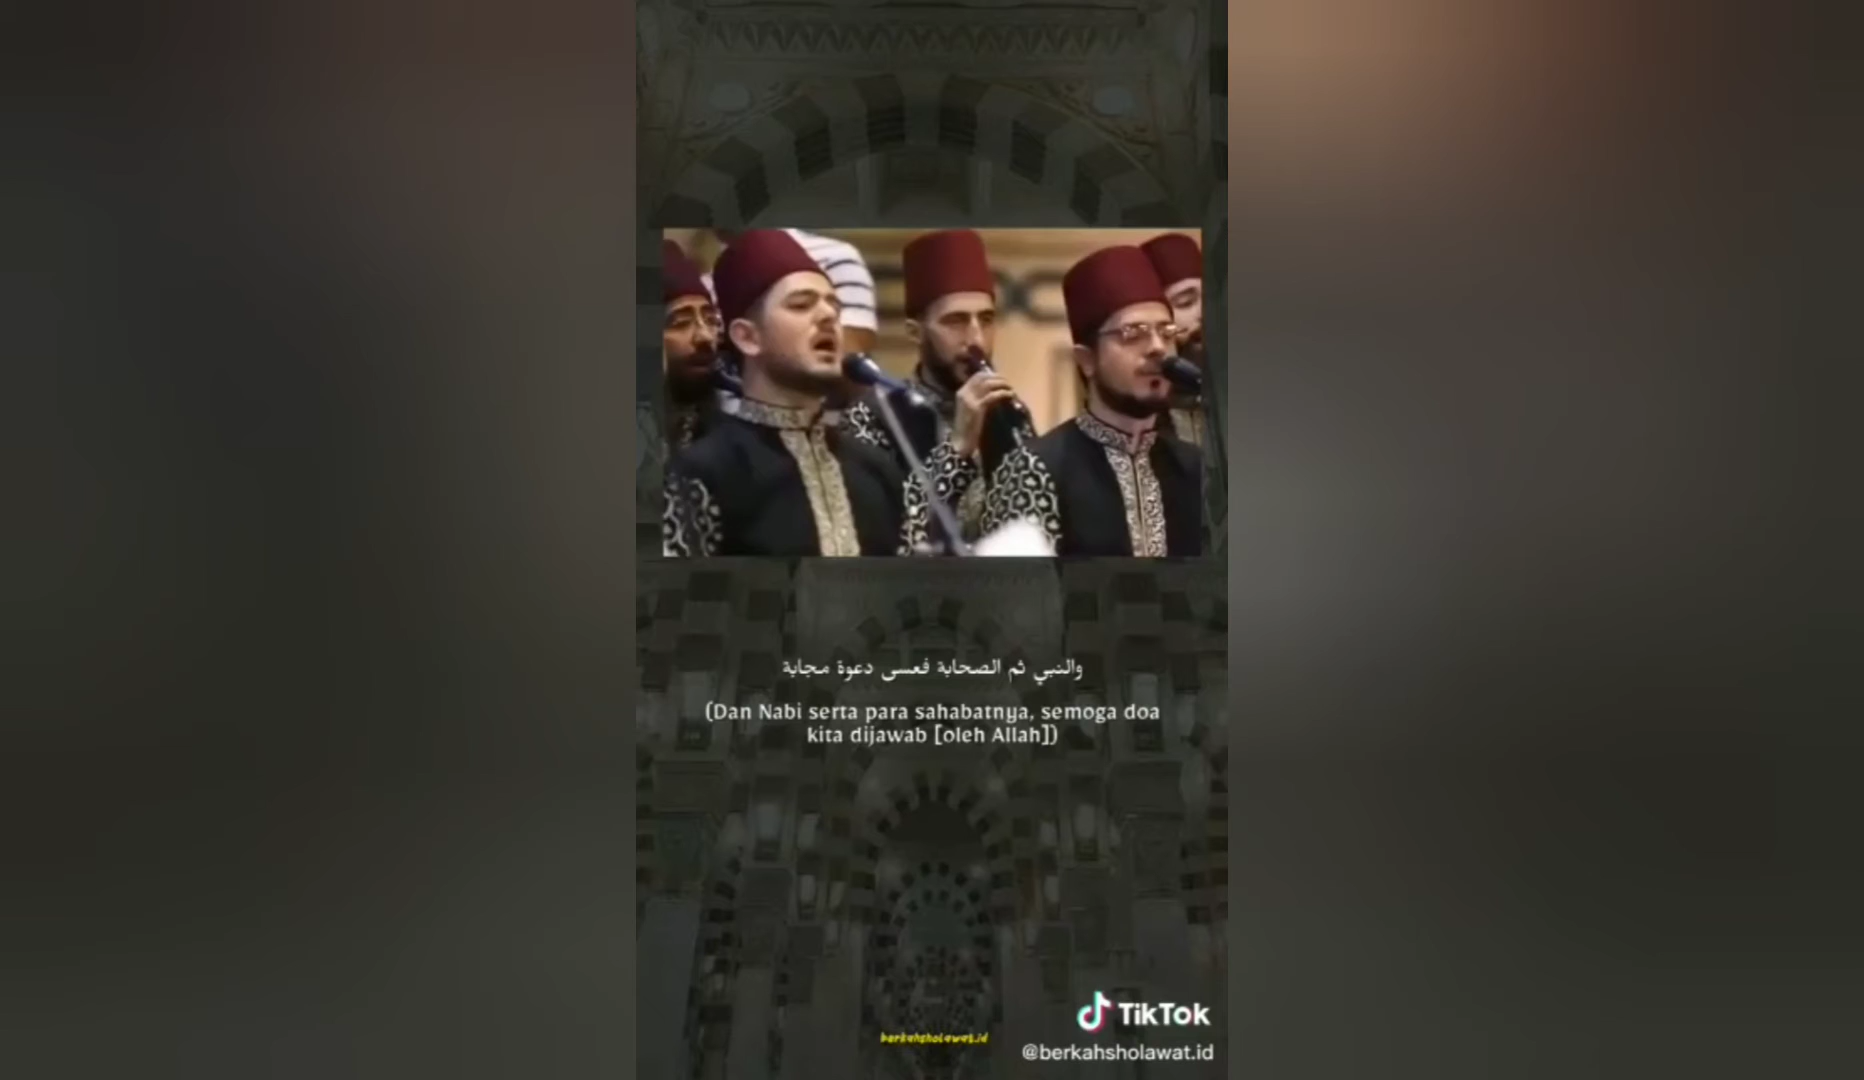 والنبي ثم الصحابة فعسى دعوة مجابة
(Dan Nabi serta para sahabatnya, semoga doa
kita dijawab [oleh Allah])
TikTok
berkahsholawat.id
@berkahsholawat.id